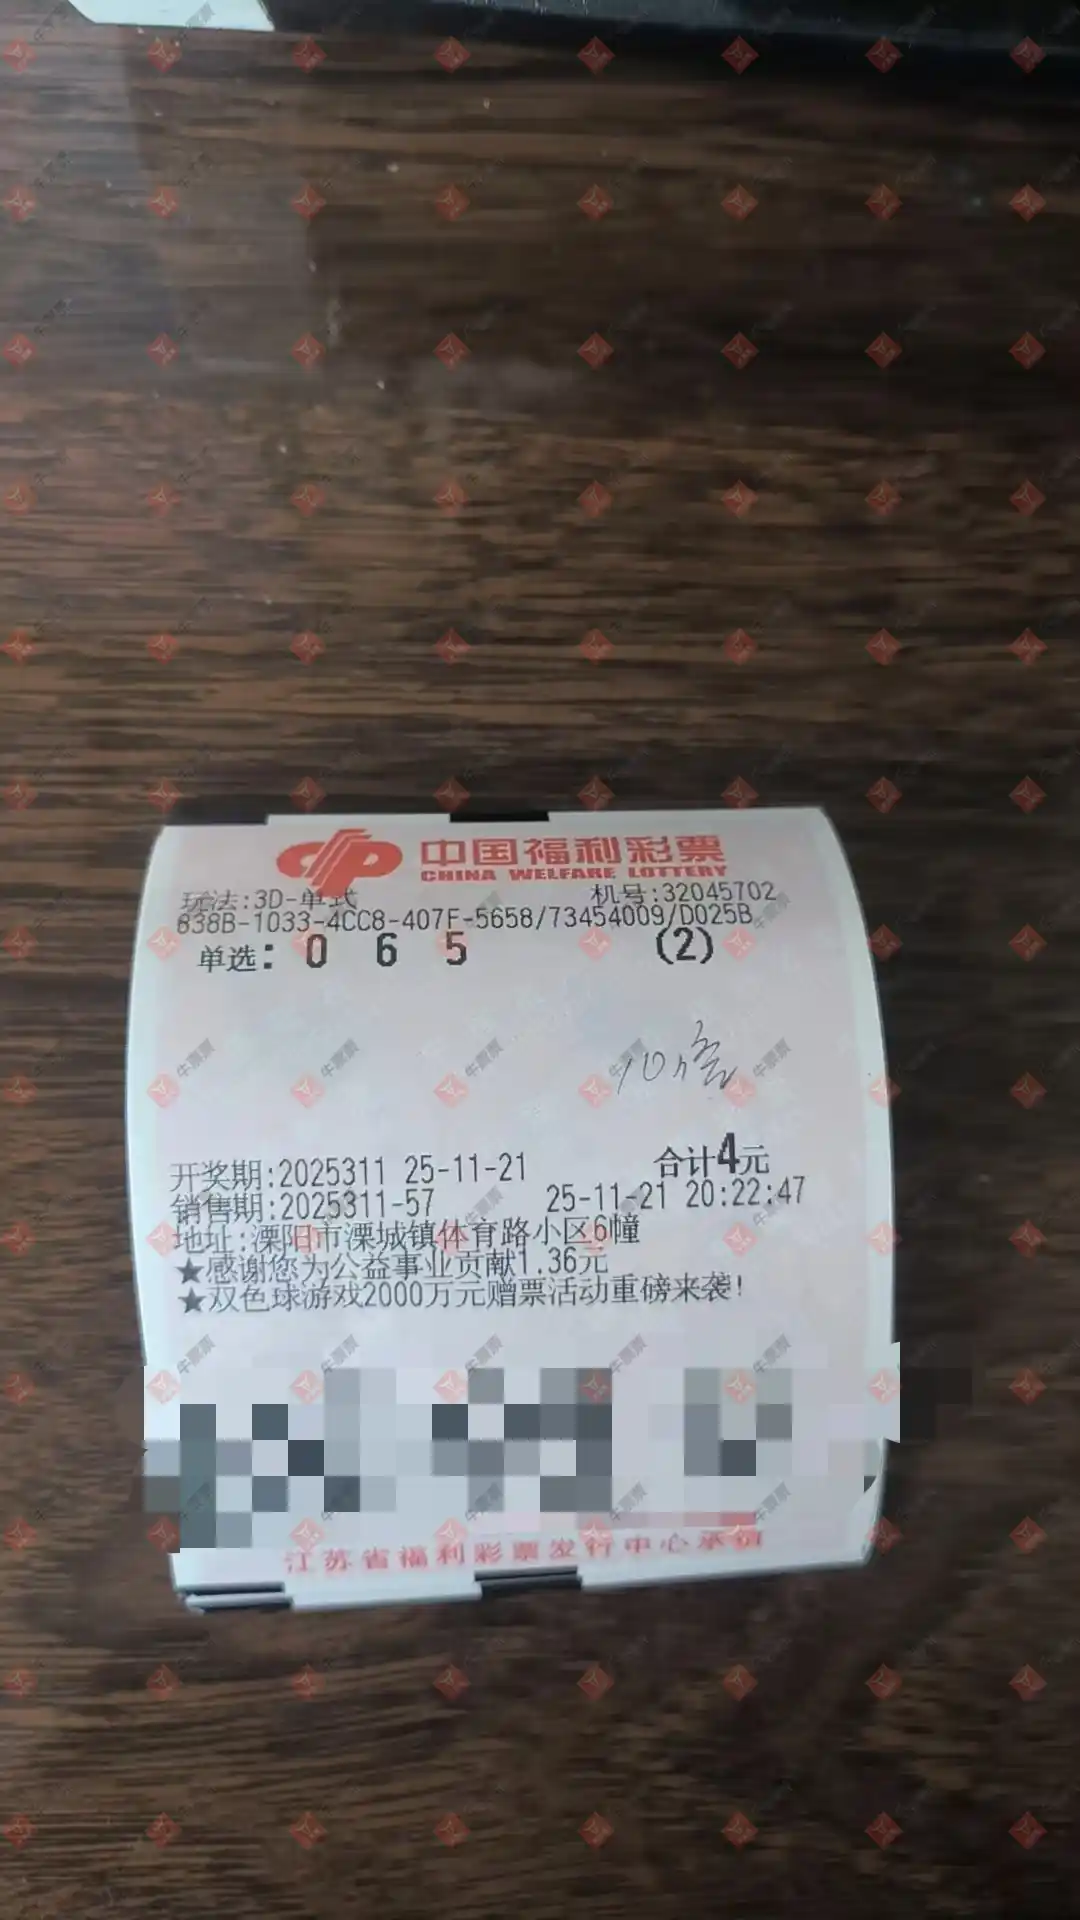 中国福利彩票
CHINA WELFARE LOTTERY
玩法:3D-单式 机号:32045702
838B-1033-4CC8-407F-5658/73454009/D025B
单选: 0 6 5 (2)
10倍
开奖期:2025311 25-11-21 合计4元
销售期:2025311-57 25-11-21 20:22:47
地址:溧阳市溧城镇体育路小区6幢
★感谢您为公益事业贡献1.36元
★双色球游戏2000万元赠票活动重磅来袭!
江苏省福利彩票发行中心承销